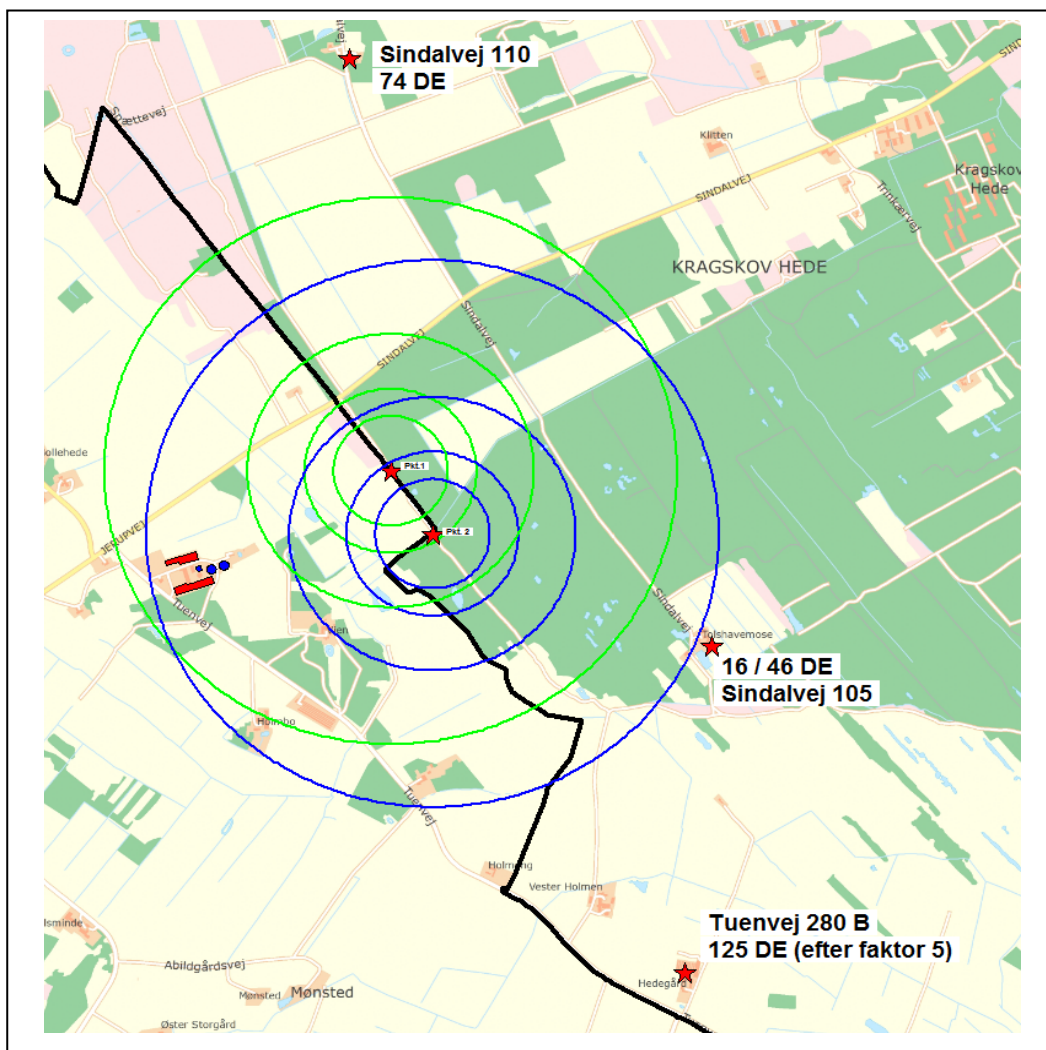 Sindalvej 110
74 DE
Klitten
SINDALVEJ
Kragskov
Hede
Trinkærvej
KRAGSKOV HEDE
Sindalvej
SINDALVEJ
Pkt.1
Pkt. 2
JERUPVEJ
Tuenvej
Sindalvej
Tolshavemose
16 / 46 DE
Sindalvej 105
Holmbo
Tuenvej
Holmeng
Vester Holmen
Tuenvej 280 B
125 DE (efter faktor 5)
Hedegård
Abildgårdsvej
Mønsted
Mønsted
Øster Storgård